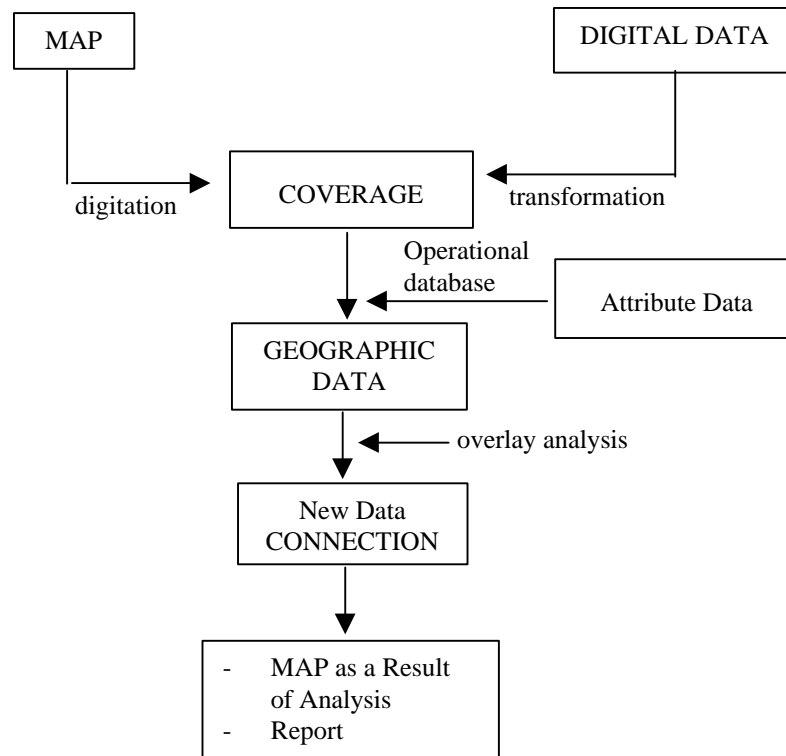 MAP
DIGITAL DATA
digitation
COVERAGE
transformation
Operational
database
Attribute Data
GEOGRAPHIC
DATA
overlay analysis
New Data
CONNECTION
- MAP as a Result
of Analysis
- Report